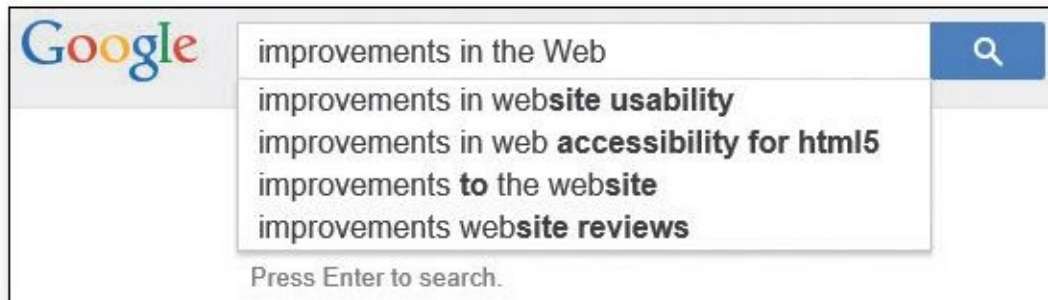 Google
improvements in the Web
improvements in website usability
improvements in web accessibility for html5
improvements to the website
improvements website reviews
Press Enter to search.